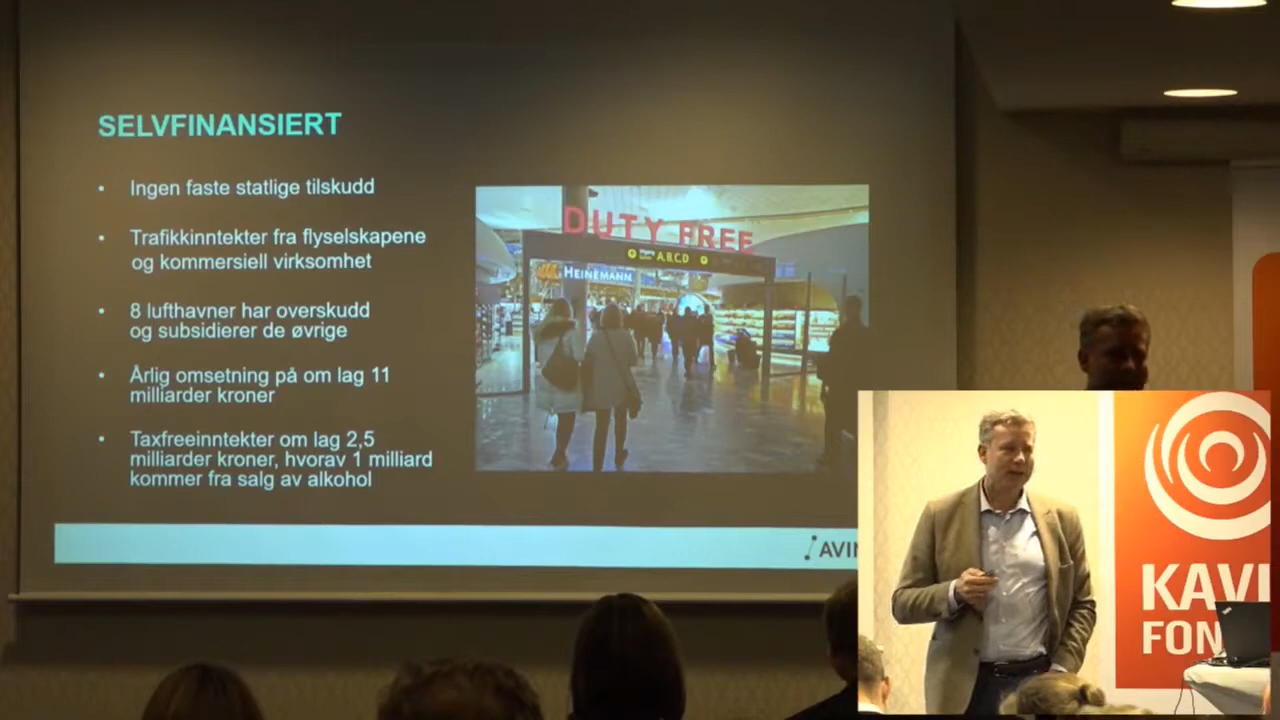 SELVFINANSIERT
• Ingen faste statlige tilskudd
• Trafikkinntekter fra flyselskapene
og kommersiell virksomhet
• 8 lufthavner har overskudd
og subsidierer de øvrige
• Årlig omsetning på om lag 11
milliarder kroner
• Taxfreeinntekter om lag 2,5
milliarder kroner, hvorav 1 milliard
kommer fra salg av alkohol
DUTY FREE
A,B,C,D
HEINEMANN
AVIN
KAVL
FON